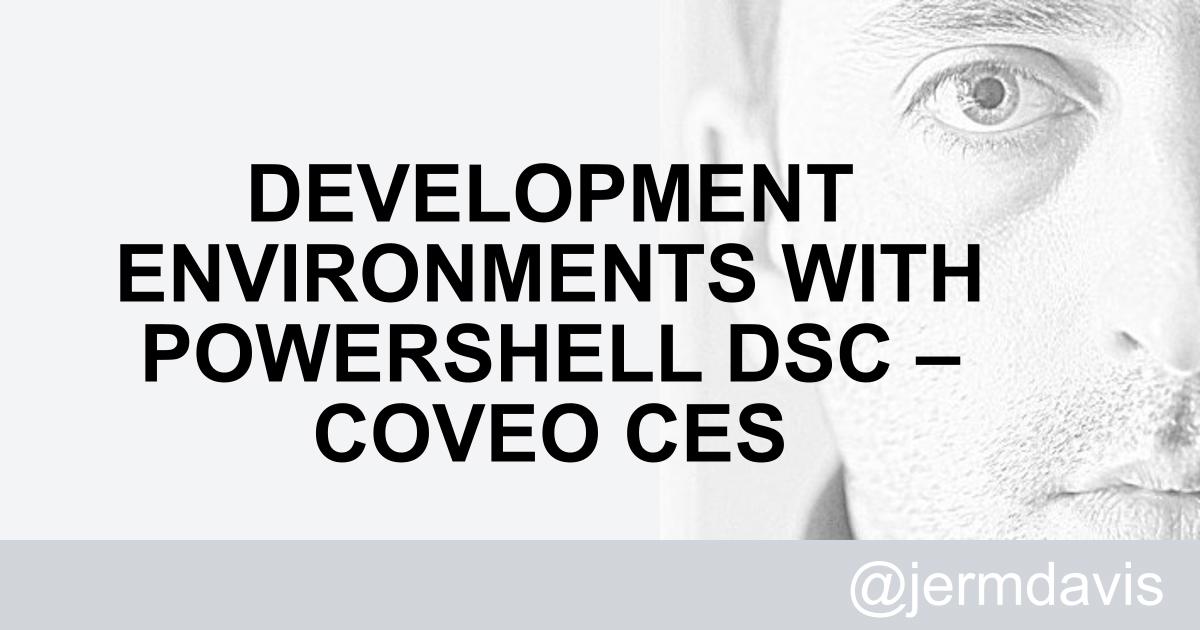 DEVELOPMENT
ENVIRONMENTS WITH
POWERSHELL DSC –
COVEO CES
@jermdavis